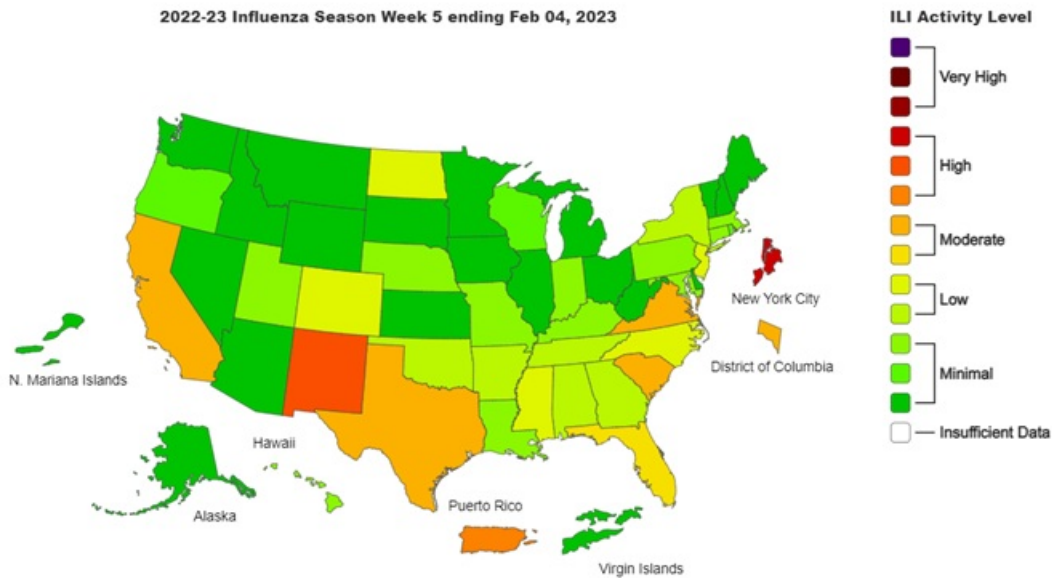 2022-23 Influenza Season Week 5 ending Feb 04, 2023
ILI Activity Level
Very High
High
Moderate
Low
Minimal
Insufficient Data
New York City
District of Columbia
N. Mariana Islands
Hawaii
Alaska
Puerto Rico
Virgin Islands